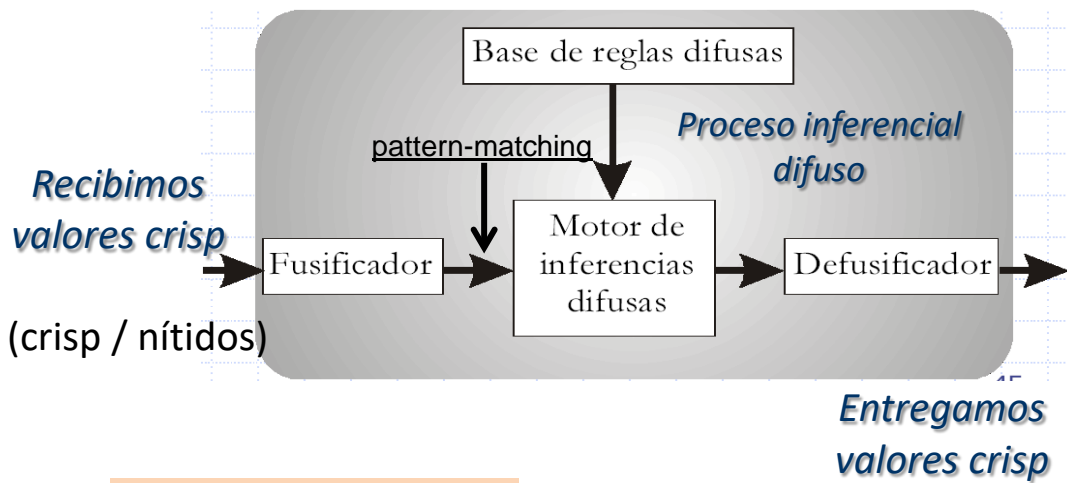 Base de reglas difusas
Proceso inferencial
difuso
pattern-matching
Recibimos
valores crisp
Fusificador
Motor de
inferencias
difusas
Defusificador
(crisp / nítidos)
Entregamos
valores crisp